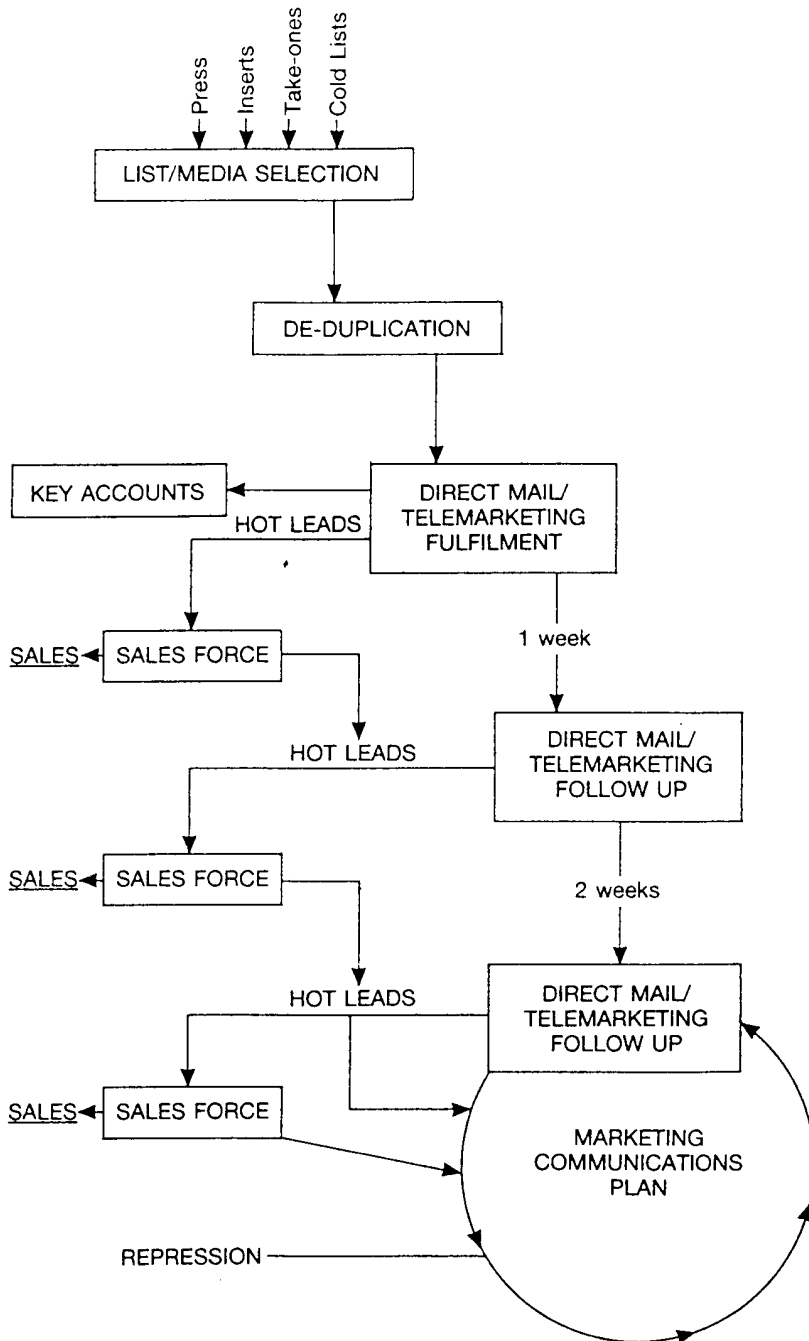 Press
Inserts
Take-ones
Cold Lists
LIST/MEDIA SELECTION
DE-DUPLICATION
KEY ACCOUNTS
DIRECT MAIL/
TELEMARKETING
FULFILMENT
HOT LEADS
1 week
SALES
SALES FORCE
DIRECT MAIL/
TELEMARKETING
FOLLOW UP
HOT LEADS
SALES
SALES FORCE
2 weeks
DIRECT MAIL/
TELEMARKETING
FOLLOW UP
HOT LEADS
SALES
SALES FORCE
MARKETING
COMMUNICATIONS
PLAN
REPRESSION